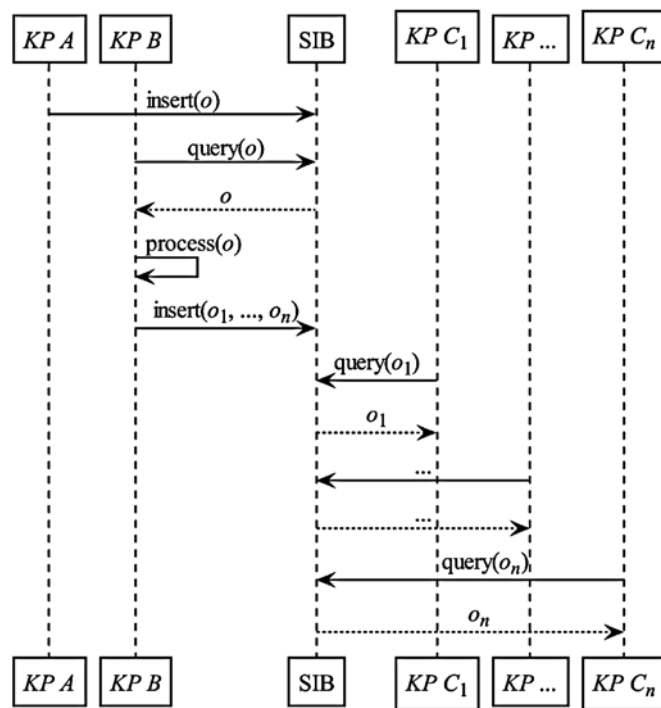 KP A KP B SIB KP C1 KP ... KP Cn
insert(o)
query(o)
o
process(o)
insert(o1, ..., on)
query(o1)
o1
...
...
query(on)
on
KP A KP B SIB KP C1 KP ... KP Cn